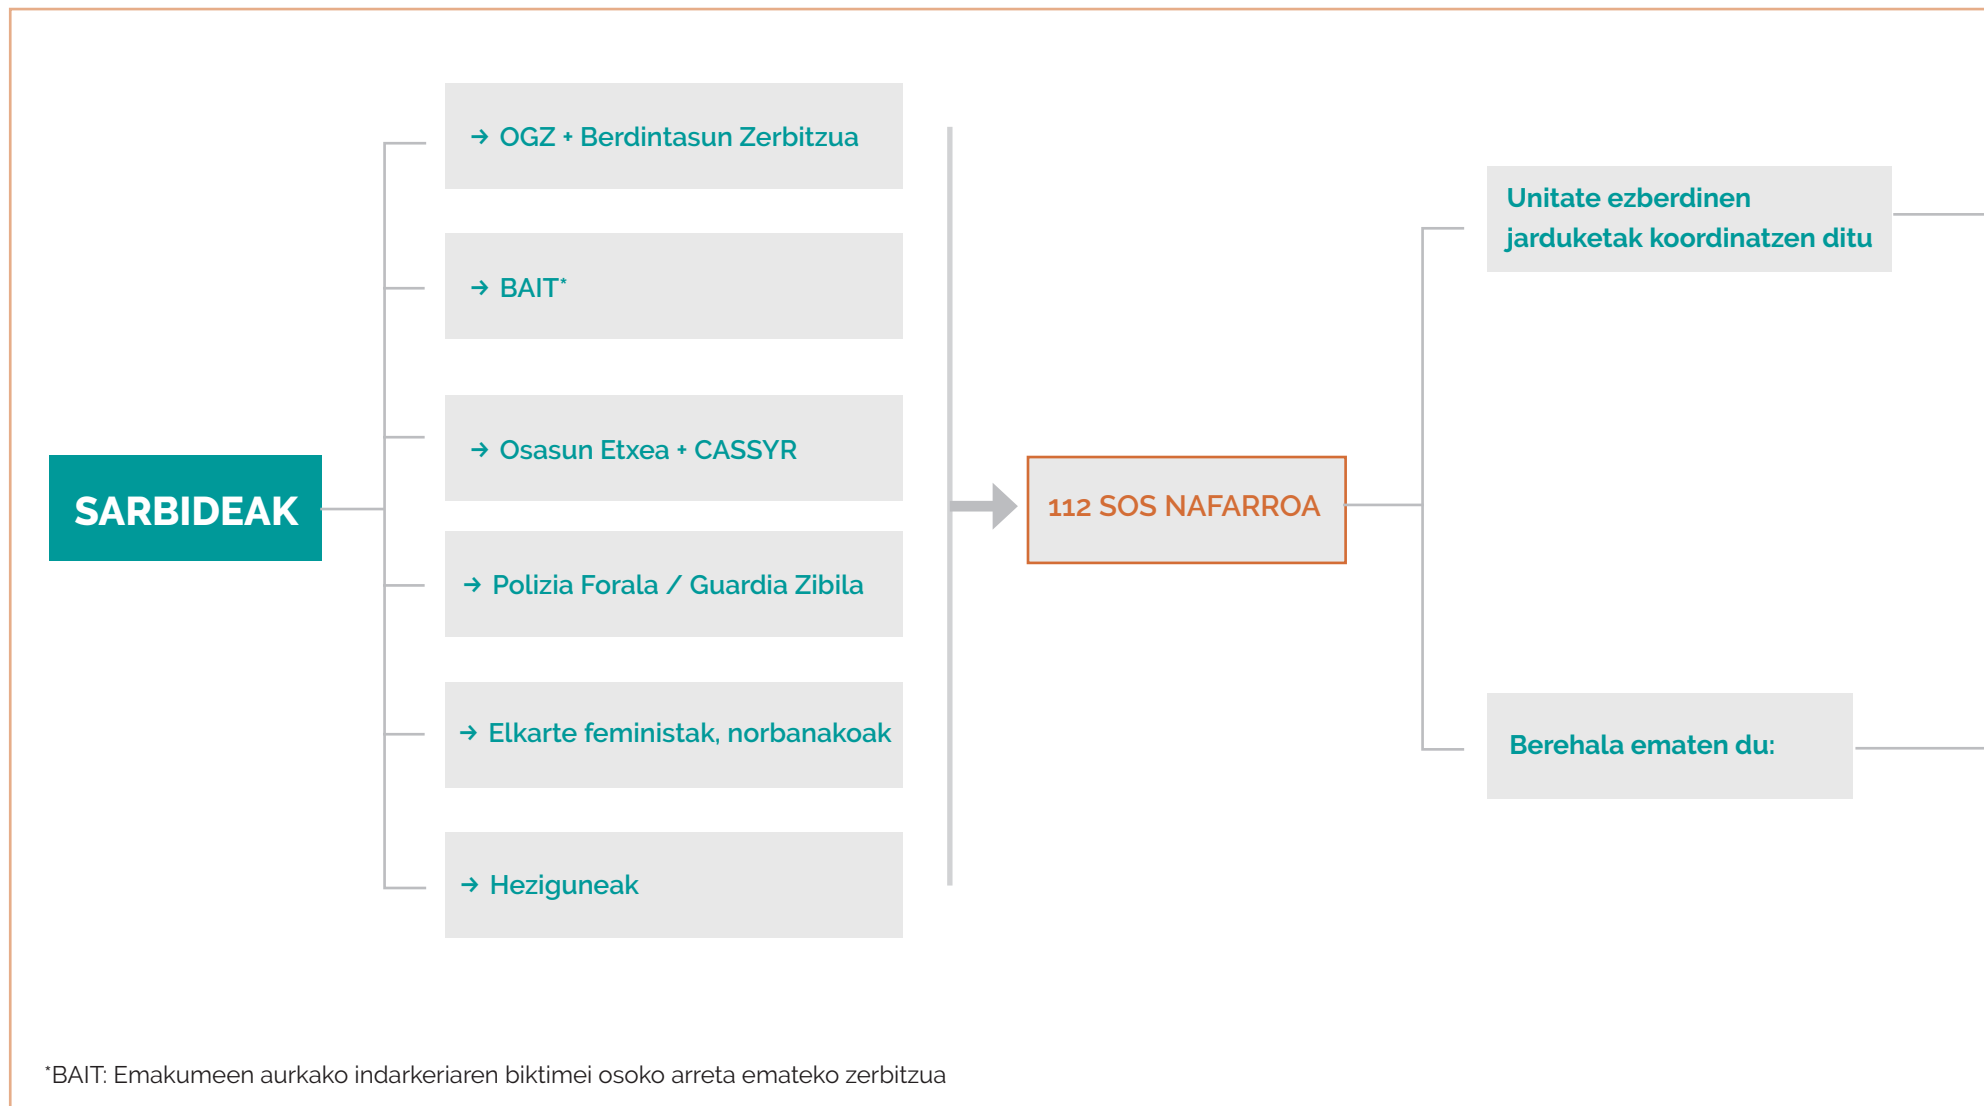 SARBIDEAK
→ OGZ + Berdintasun Zerbitzua
→ BAIT*
→ Osasun Etxea + CASSYR
→ Polizia Forala / Guardia Zibila
→ Elkarte feministak, norbanakoak
→ Heziguneak
112 SOS NAFARROA
Unitate ezberdinen
jarduketak koordinatzen ditu
Berehala ematen du:
*BAIT: Emakumeen aurkako indarkeriaren biktimei osoko arreta emateko zerbitzua